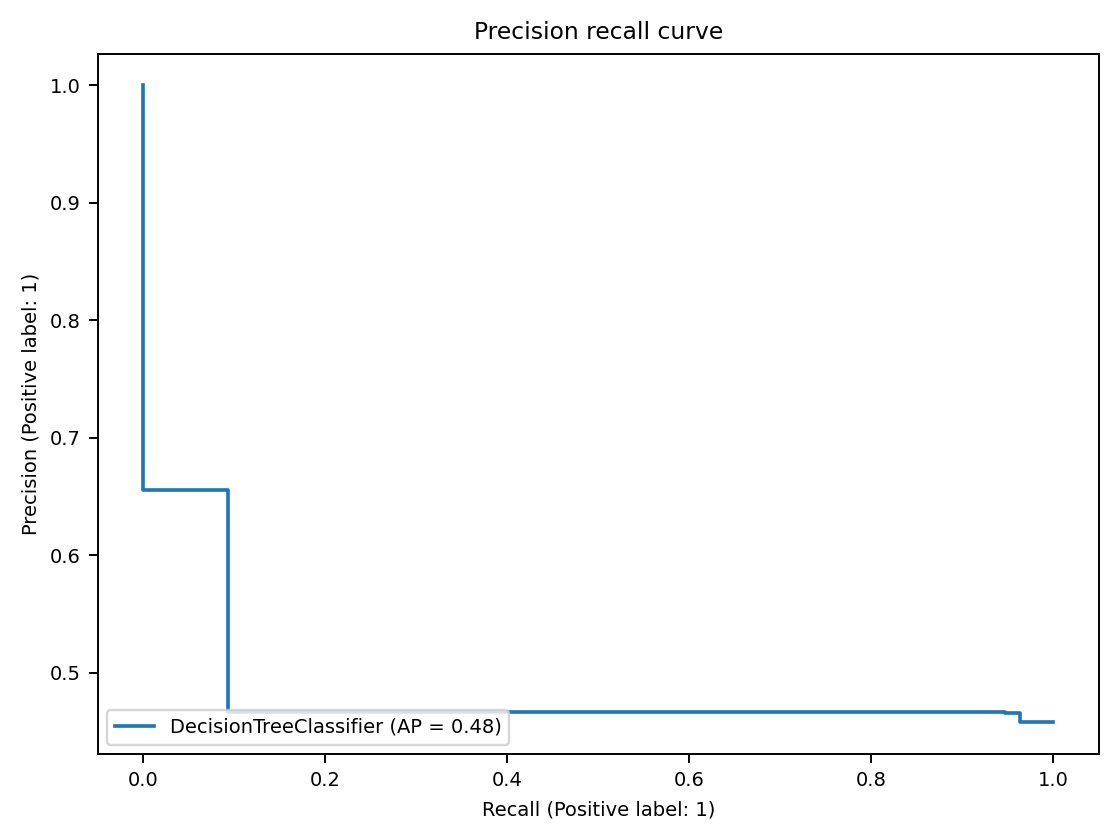 Precision recall curve
Precision (Positive label: 1)
1.0
0.9
0.8
0.7
0.6
0.5
DecisionTreeClassifier (AP = 0.48)
0.0 0.2 0.4 0.6 0.8 1.0
Recall (Positive label: 1)